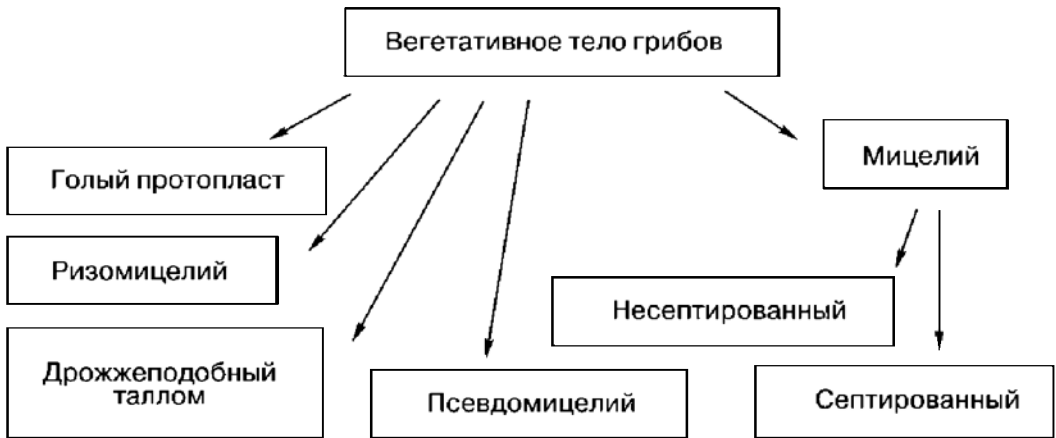 Вегетативное тело грибов
Голый протопласт
Мицелий
Ризомицелий
Несептированный
Дрожжеподобный
таллом
Псевдомицелий
Септированный